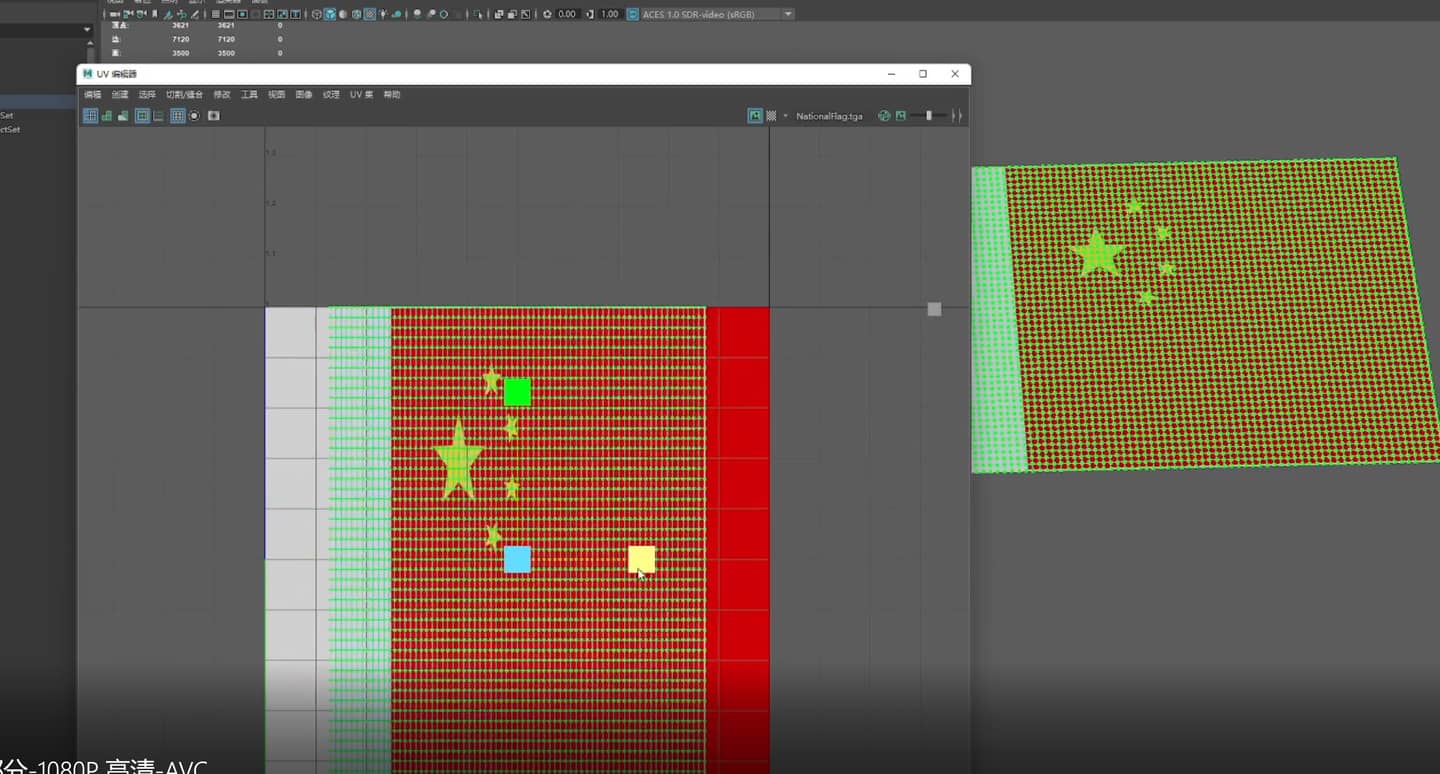 0.00 1.00 ACES 1.0 SDR-video (sRGB)
顶点: 3621 3621 0
边: 7120 7120 0
面: 3500 3500 0
UV 编辑器
编辑 创建 选择 切割/缝合 修改 工具 视图 图像 纹理 UV 集 帮助
Set
ctSet
NationalFlag.tga
1.3
1.2
1.1
部分-1080P 高清-AVC